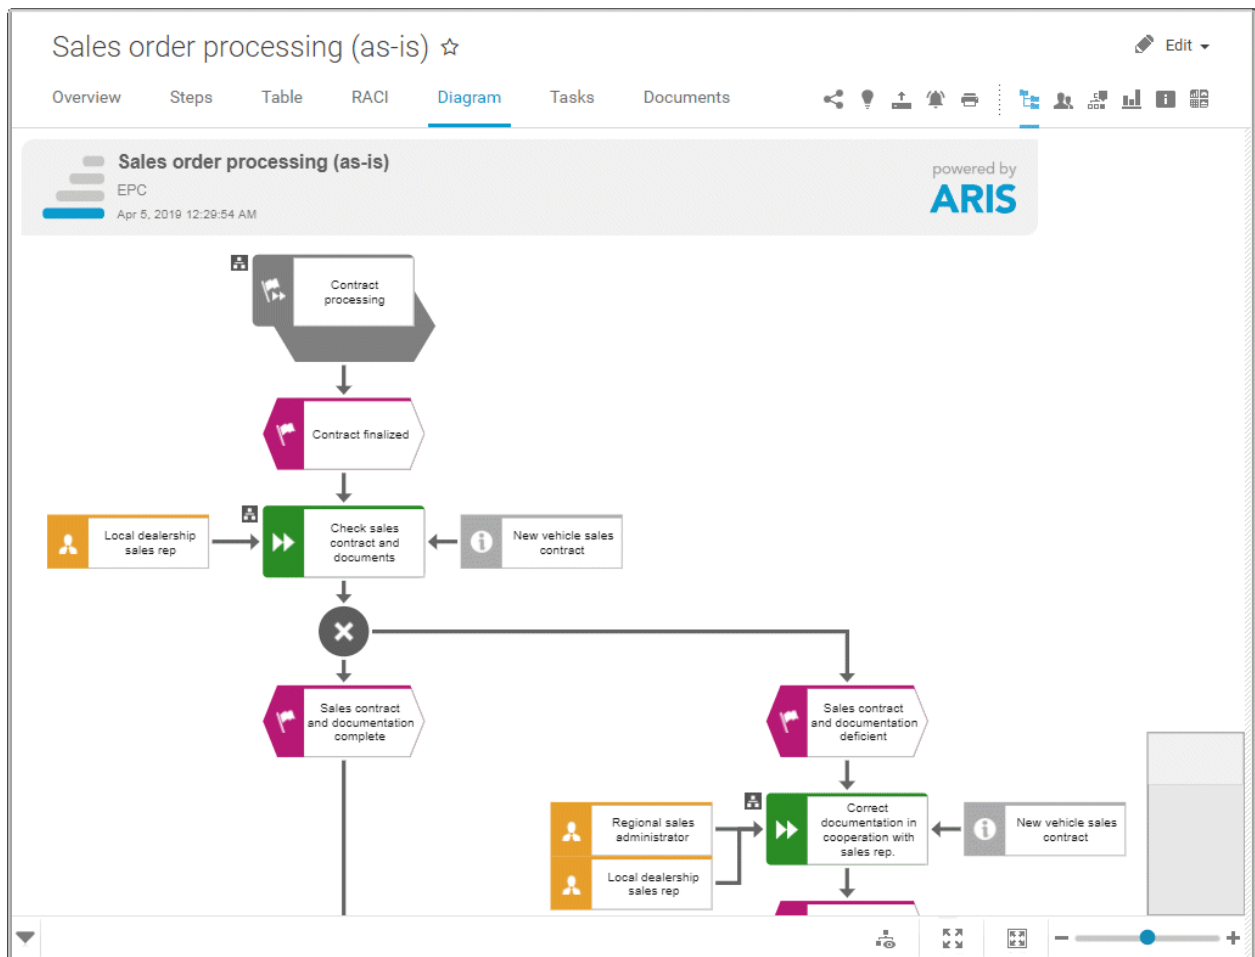 Sales order processing (as-is)
Edit
Overview Steps Table RACI Diagram Tasks Documents
Sales order processing (as-is)
EPC
Apr 5, 2019 12:29:54 AM
powered by
ARIS
Contract
processing
Contract finalized
Local dealership
sales rep
Check sales
contract and
documents
New vehicle sales
contract
Sales contract
and documentation
complete
Sales contract
and documentation
deficient
Regional sales
administrator
Local dealership
sales rep
Correct
documentation in
cooperation with
sales rep.
New vehicle sales
contract